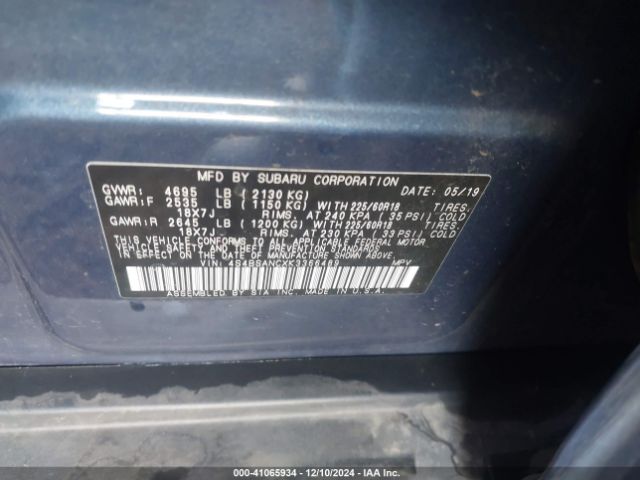 MFD BY SUBARU CORPORATION
GVWR: 4695 LB ( 2130 KG) DATE: 05/19
GAWR:F 2535 LB ( 1150 KG) WITH 225/60R18 TIRES.
18X7J RIMS. AT 240 KPA ( 35 PSI) COLD
GAWR:R 2645 LB ( 1200 KG) WITH 225/60R18 TIRES.
18X7J RIMS. AT 230 KPA ( 33 PSI) COLD
THIS VEHICLE CONFORMS TO ALL APPLICABLE FEDERAL MOTOR
VEHICLE SAFETY AND THEFT PREVENTION STANDARDS
IN EFFECT ON THE DATE OF MANUFACTURE SHOWN ABOVE.
VIN: MPV
ASSEMBLED BY SIA INC. MADE IN U.S.A.
000-41065934 • 12/10/2024 • IAA Inc.